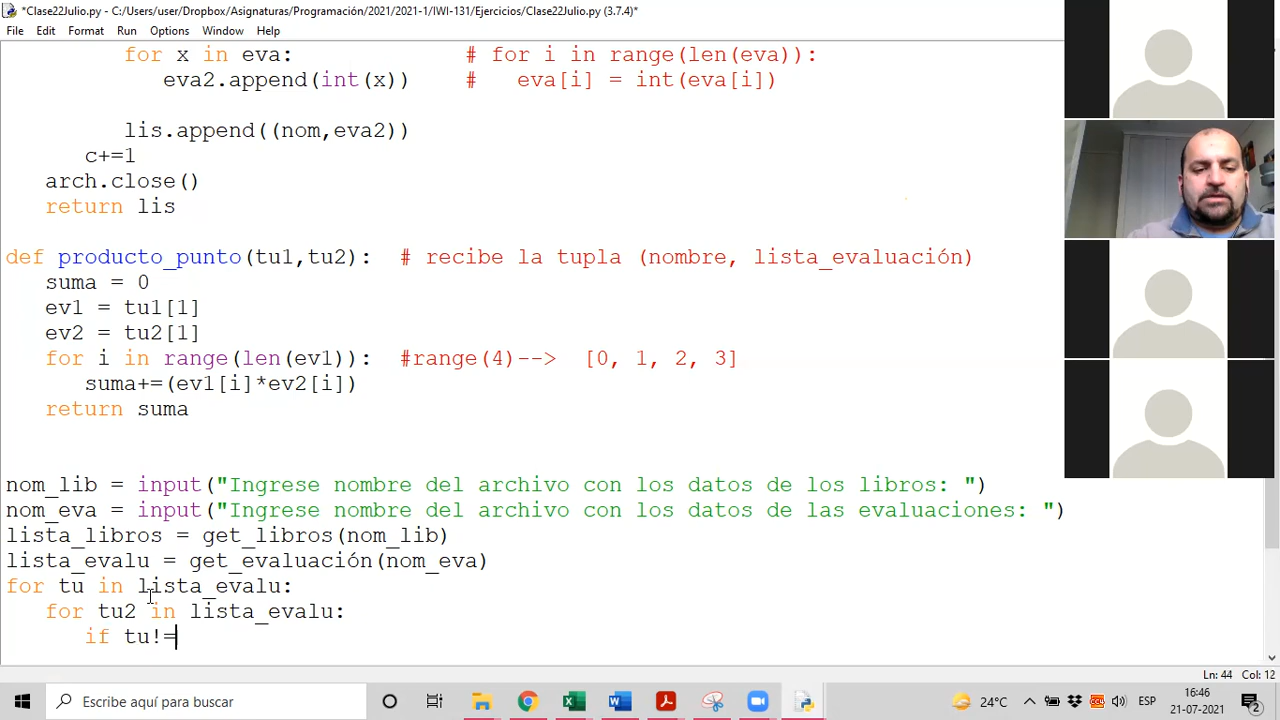 *Clase22Julio.py - C:/Users/user/Dropbox/Asignaturas/Programación/2021/2021-1/IWI-131/Ejercicios/Clase22Julio.py (3.7.4)*
File Edit Format Run Options Window Help
for x in eva: # for i in range(len(eva)):
eva2.append(int(x)) # eva[i] = int(eva[i])
lis.append((nom,eva2))
c+=1
arch.close()
return lis
def producto_punto(tu1,tu2): # recibe la tupla (nombre, lista_evaluación)
suma = 0
ev1 = tu1[1]
ev2 = tu2[1]
for i in range(len(ev1)): #range(4)--> [0, 1, 2, 3]
suma+=(ev1[i]*ev2[i])
return suma
nom_lib = input("Ingrese nombre del archivo con los datos de los libros: ")
nom_eva = input("Ingrese nombre del archivo con los datos de las evaluaciones: ")
lista_libros = get_libros(nom_lib)
lista_evalu = get_evaluación(nom_eva)
for tu in lista_evalu:
for tu2 in lista_evalu:
if tu!=
Ln: 44 Col: 12
Escribe aquí para buscar
24°C
ESP
16:46
21-07-2021
2